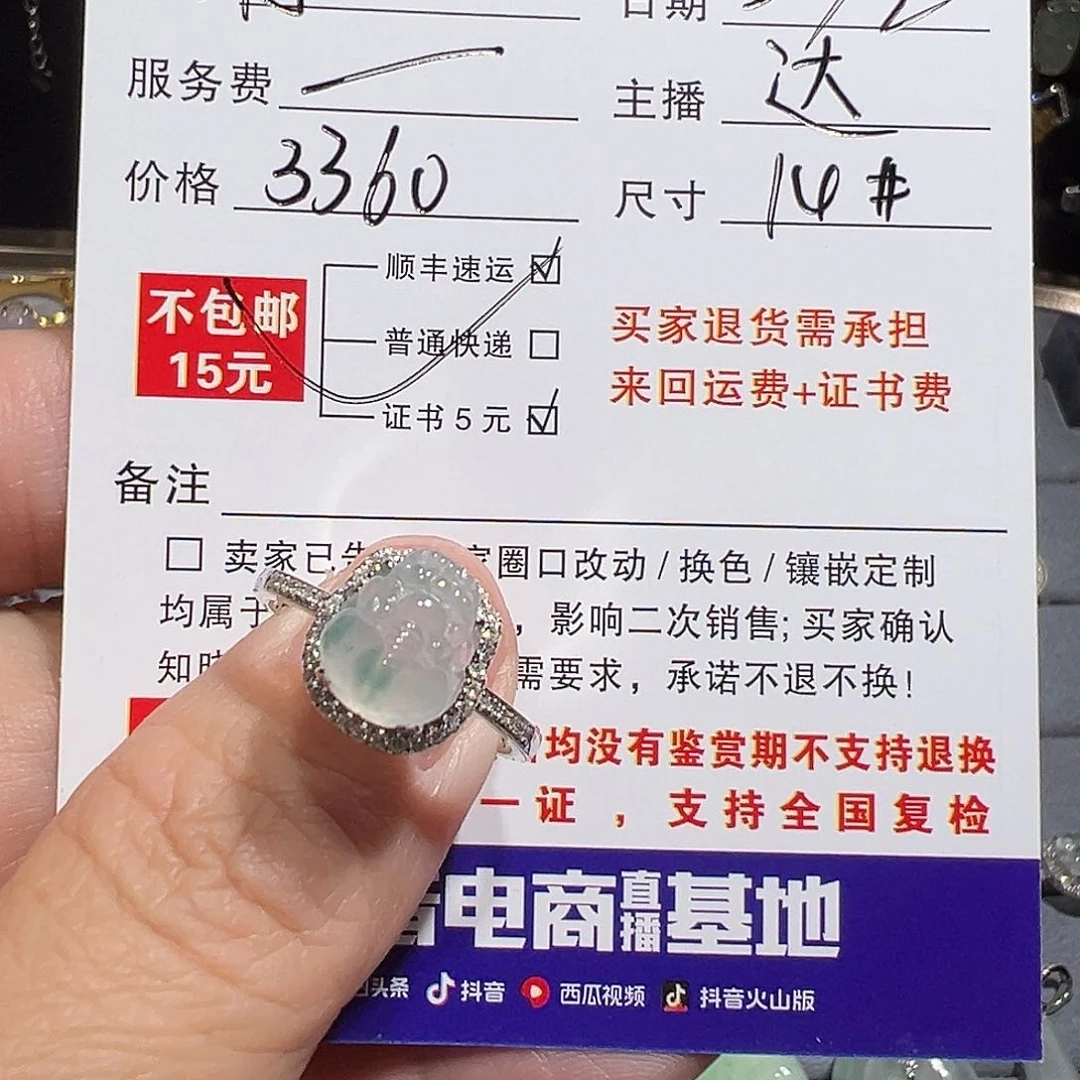 日期
服务费 主播 达
价格 3360 尺寸 14#
不包邮
15元
顺丰速运
普通快递
证书5元
买家退货需承担
来回运费+证书费
备注
卖家已告 圈口改动/换色/镶嵌定制
均属于 ,影响二次销售;买家确认
知 需要求,承诺不退不换!
均没有鉴赏期不支持退换
一证,支持全国复检
电商直播基地
头条 抖音 西瓜视频 抖音火山版